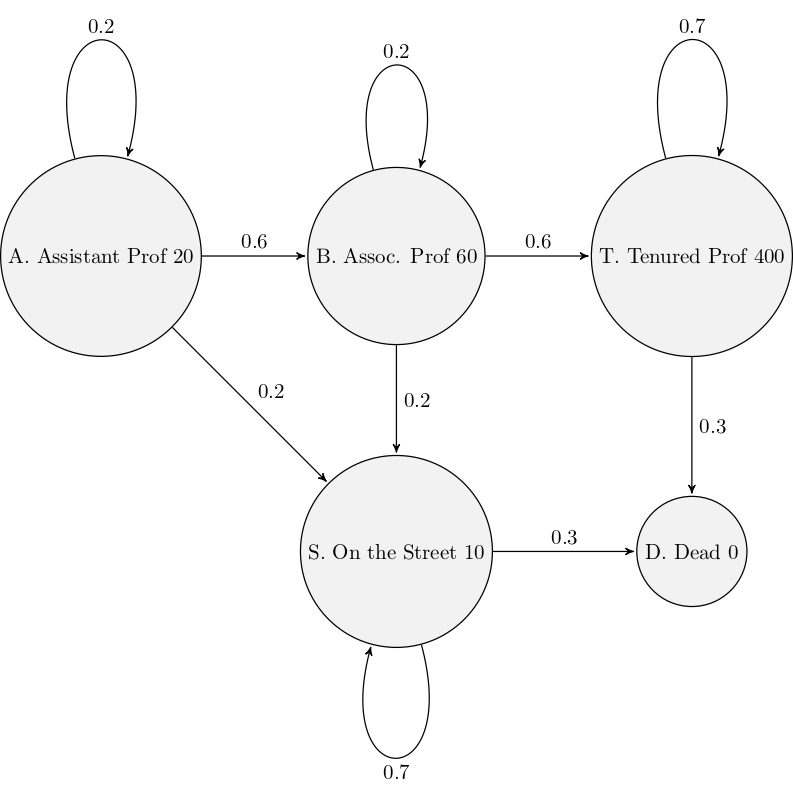 0.2
0.2
0.7
A. Assistant Prof 20
0.6
B. Assoc. Prof 60
0.6
T. Tenured Prof 400
0.2
0.2
0.3
S. On the Street 10
0.3
D. Dead 0
0.7